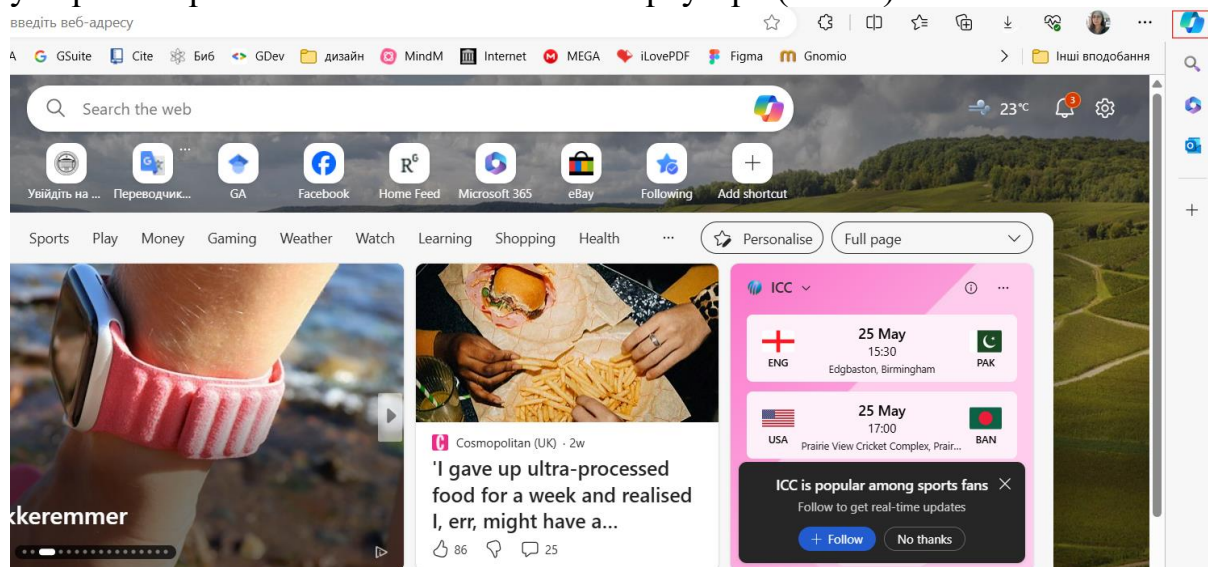 введіть веб-адресу
GSuite Cite Биб GDev дизайн MindM Internet MEGA iLovePDF Figma Gnomio Інші вподобання
Search the web
23°C
3
Увійдіть на ... Переводчик... GA Facebook Home Feed Microsoft 365 eBay Following Add shortcut
Sports Play Money Gaming Weather Watch Learning Shopping Health ... Personalise Full page
ICC
25 May
15:30
ENG Edgbaston, Birmingham PAK
25 May
17:00
USA Prairie View Cricket Complex, Prair... BAN
Cosmopolitan (UK) · 2w
'I gave up ultra-processed
food for a week and realised
I, err, might have a...
86 25
kkeremmer
ICC is popular among sports fans
Follow to get real-time updates
+ Follow No thanks